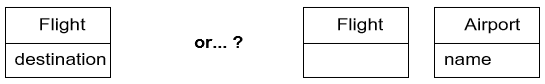 Flight
destination
or... ?
Flight
Airport
name